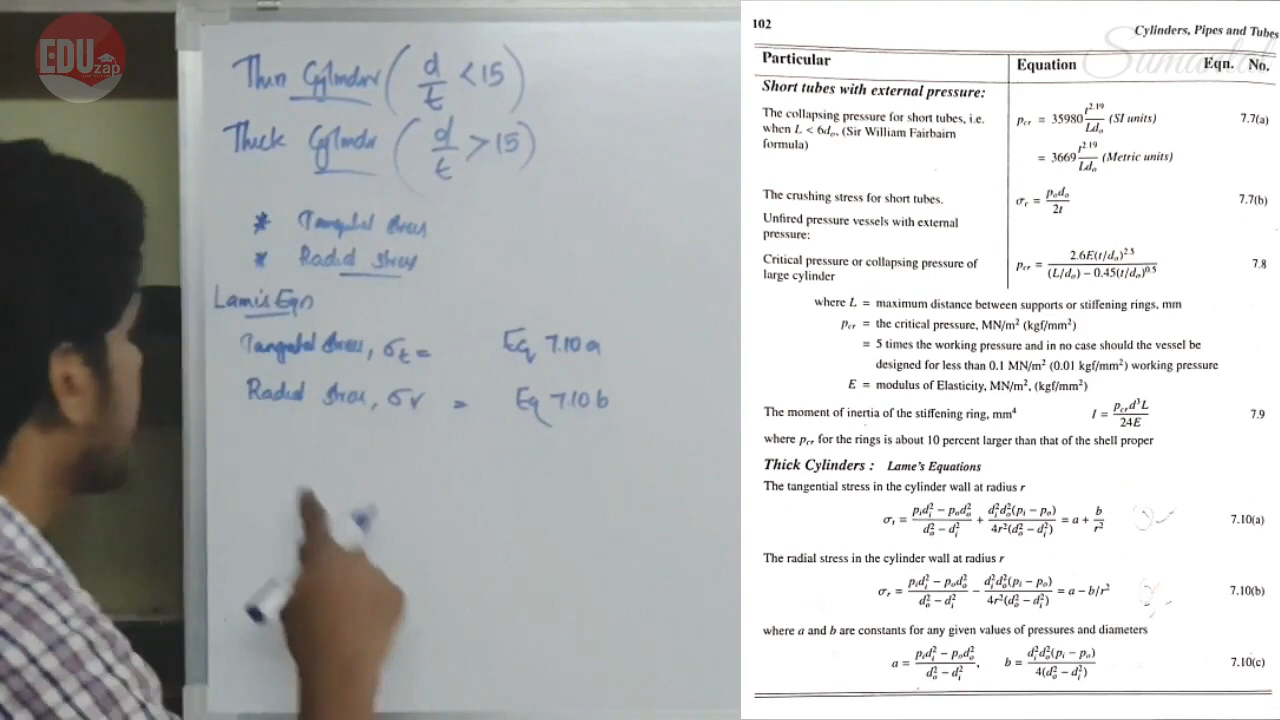 EDU
zap
Thin Cylinder ( d/t < 15 )
Thick Cylinder ( d/t > 15 )
* Tangential stress
* Radial stress
Lamis Eqn
Tangential stress, σt = Eq 7.10 a
Radial stress, σr = Eq 7.10 b
102
Cylinders, Pipes and Tubes
Particular Equation Eqn. No.
Short tubes with external pressure:
The collapsing pressure for short tubes, i.e.
when L < 6dₒ, (Sir William Fairbairn
formula)
p_cr = 35980 t^2.19/Ldₒ (SI units) 7.7(a)
= 3669 t^2.19/Ldₒ (Metric units)
The crushing stress for short tubes. σr = pₒdₒ/2t 7.7(b)
Unfired pressure vessels with external
pressure:
Critical pressure or collapsing pressure of
large cylinder
p_cr = 2.6E(t/dₒ)^2.5/((L/dₒ) − 0.45(t/dₒ)^0.5) 7.8
where L = maximum distance between supports or stiffening rings, mm
p_cr = the critical pressure, MN/m² (kgf/mm²)
= 5 times the working pressure and in no case should the vessel be
designed for less than 0.1 MN/m² (0.01 kgf/mm²) working pressure
E = modulus of Elasticity, MN/m², (kgf/mm²)
The moment of inertia of the stiffening ring, mm⁴ I = p_cr d³L/24E 7.9
where p_cr for the rings is about 10 percent larger than that of the shell proper
Thick Cylinders : Lame's Equations
The tangential stress in the cylinder wall at radius r
σt = (pᵢdᵢ² − pₒdₒ²)/(dₒ² − dᵢ²) + dᵢ²dₒ²(pᵢ − pₒ)/4r²(dₒ² − dᵢ²) = a + b/r² 7.10(a)
The radial stress in the cylinder wall at radius r
σr = (pᵢdᵢ² − pₒdₒ²)/(dₒ² − dᵢ²) − dᵢ²dₒ²(pᵢ − pₒ)/4r²(dₒ² − dᵢ²) = a − b/r² 7.10(b)
where a and b are constants for any given values of pressures and diameters
a = (pᵢdᵢ² − pₒdₒ²)/(dₒ² − dᵢ²), b = dᵢ²dₒ²(pᵢ − pₒ)/4(dₒ² − dᵢ²) 7.10(c)